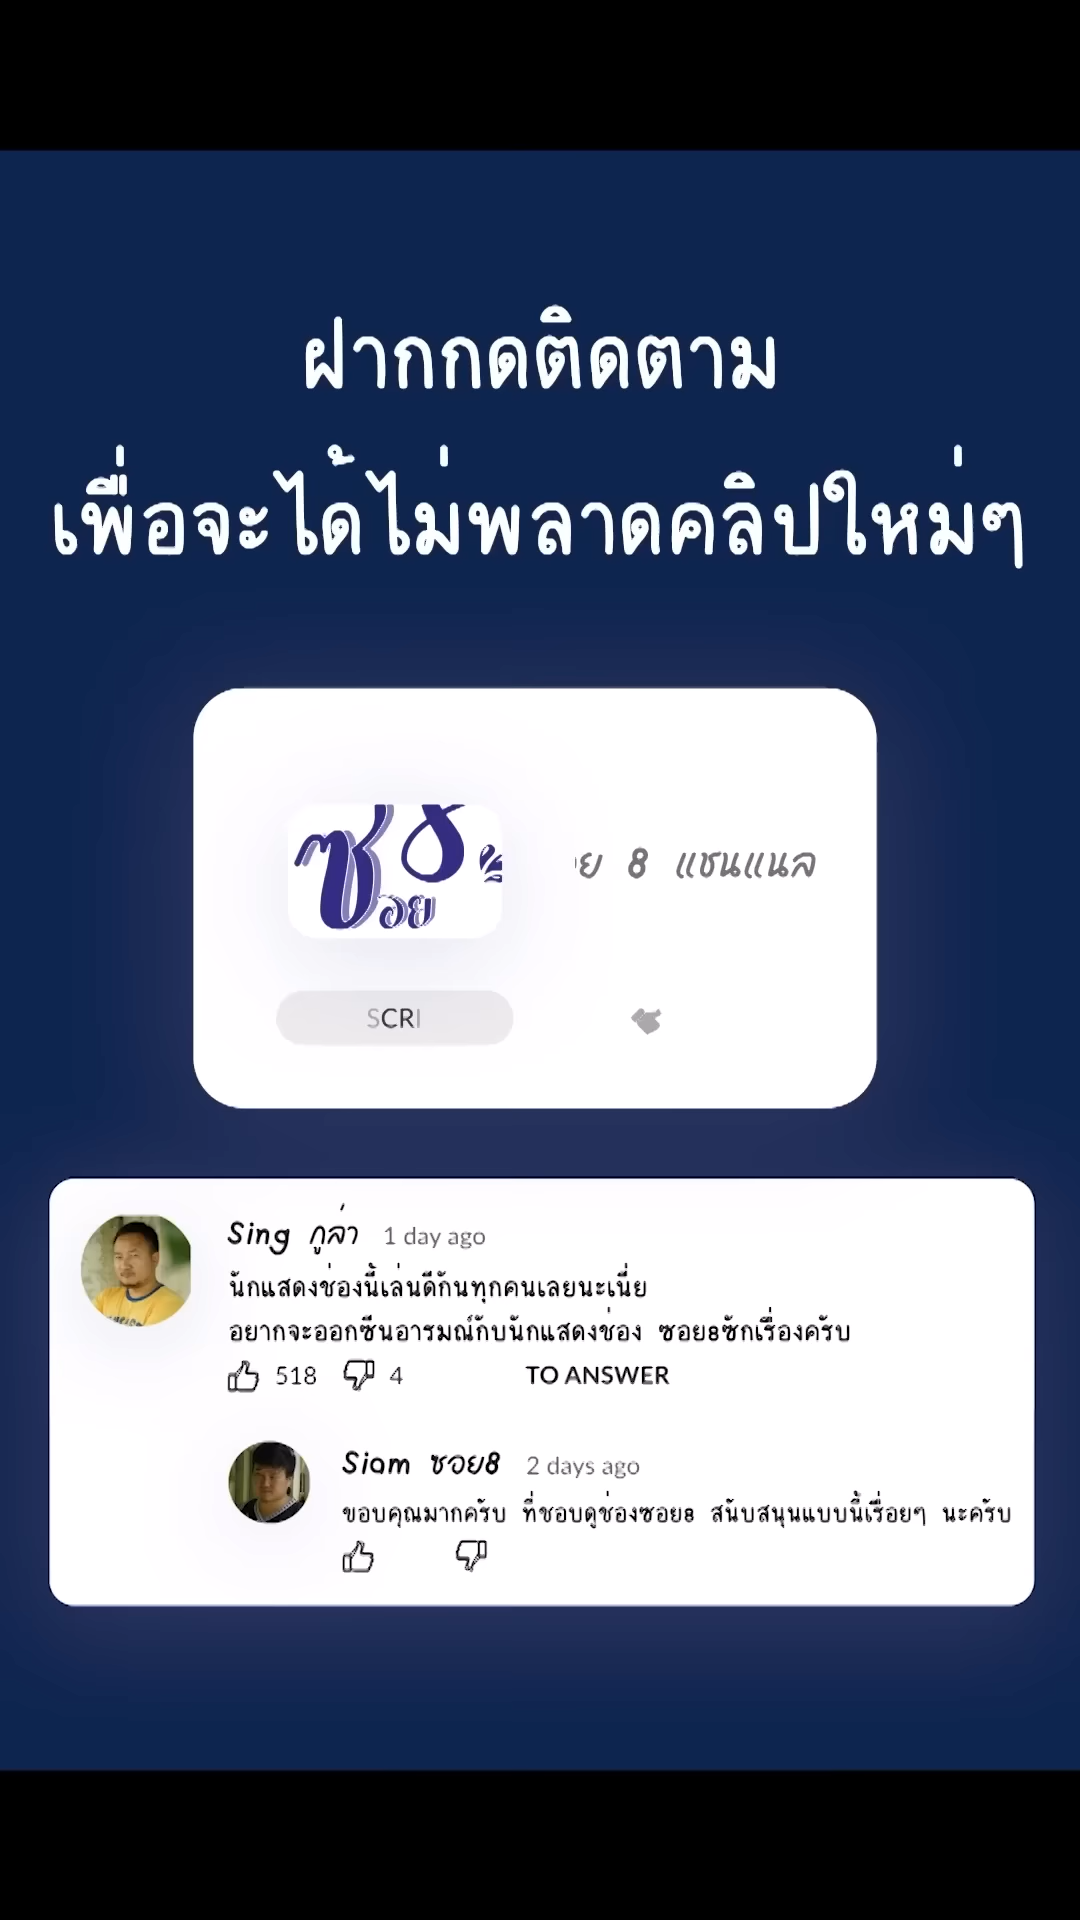 ฝากกดติดตาม
เพื่อจะได้ไม่พลาดคลิปใหม่ๆ
ซ 8
อย
ย 8 แชนแนล
SCRI
Sing กูล่า 1 day ago
นักแสดงช่องนี้เล่นดีกันทุกคนเลยนะเนี่ย
อยากจะออกซีนอารมณ์กับนักแสดงช่อง ซอย8ซักเรื่องครับ
518 4 TO ANSWER
Siam ซอย8 2 days ago
ขอบคุณมากครับ ที่ชอบดูช่องซอย8 สนับสนุนแบบนี้เรื่อยๆ นะครับ